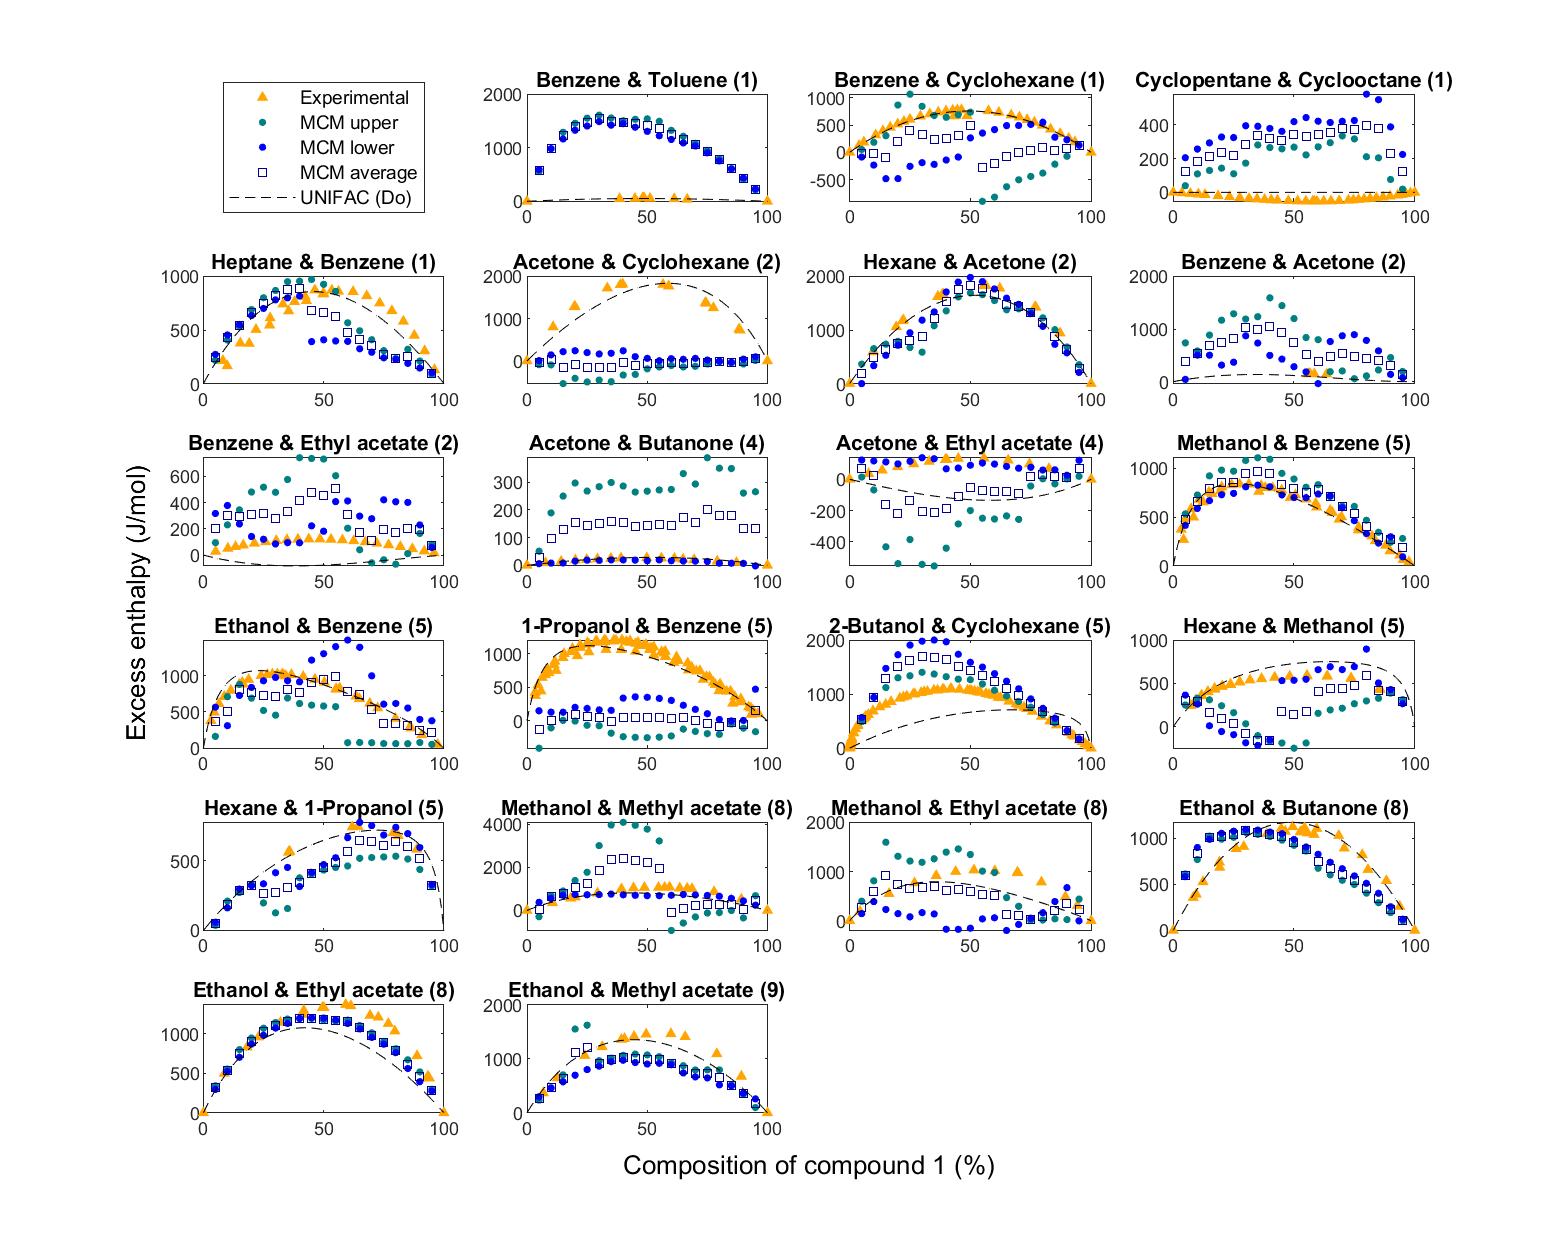 Experimental
MCM upper
MCM lower
MCM average
UNIFAC (Do)
Benzene & Toluene (1)
2000
1000
0
0 50 100
Benzene & Cyclohexane (1)
1000
500
0
-500
0 50 100
Cyclopentane & Cyclooctane (1)
400
200
0
0 50 100
Heptane & Benzene (1)
1000
500
0
0 50 100
Acetone & Cyclohexane (2)
2000
1000
0
0 50 100
Hexane & Acetone (2)
2000
1000
0
0 50 100
Benzene & Acetone (2)
2000
1000
0
0 50 100
Benzene & Ethyl acetate (2)
600
400
200
0
0 50 100
Acetone & Butanone (4)
300
200
100
0
0 50 100
Acetone & Ethyl acetate (4)
0
-200
-400
0 50 100
Methanol & Benzene (5)
1000
500
0
0 50 100
Ethanol & Benzene (5)
1000
500
0
0 50 100
1-Propanol & Benzene (5)
1000
500
0
0 50 100
2-Butanol & Cyclohexane (5)
2000
1000
0
0 50 100
Hexane & Methanol (5)
1000
500
0
0 50 100
Hexane & 1-Propanol (5)
500
0
0 50 100
Methanol & Methyl acetate (8)
4000
2000
0
0 50 100
Methanol & Ethyl acetate (8)
2000
1000
0
0 50 100
Ethanol & Butanone (8)
1000
500
0
0 50 100
Ethanol & Ethyl acetate (8)
1000
500
0
0 50 100
Ethanol & Methyl acetate (9)
2000
1000
0
0 50 100
Excess enthalpy (J/mol)
Composition of compound 1 (%)